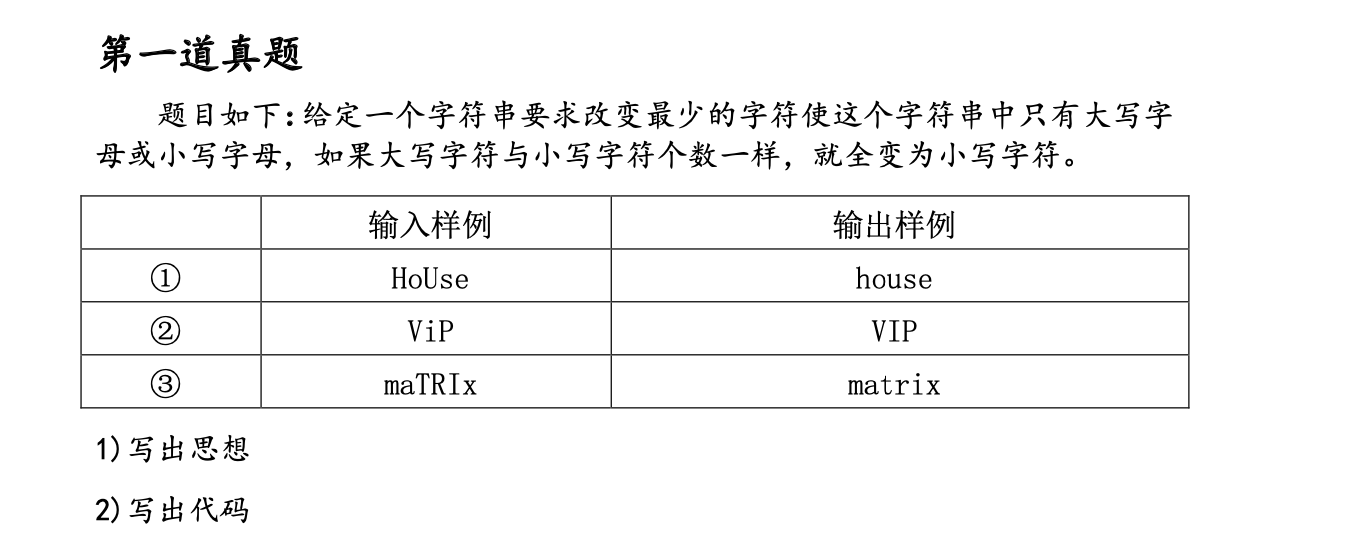 第一道真题
题目如下:给定一个字符串要求改变最少的字符使这个字符串中只有大写字
母或小写字母，如果大写字符与小写字符个数一样，就全变为小写字符。
输入样例 输出样例
① HoUse house
② ViP VIP
③ maTRIx matrix
1)写出思想
2)写出代码